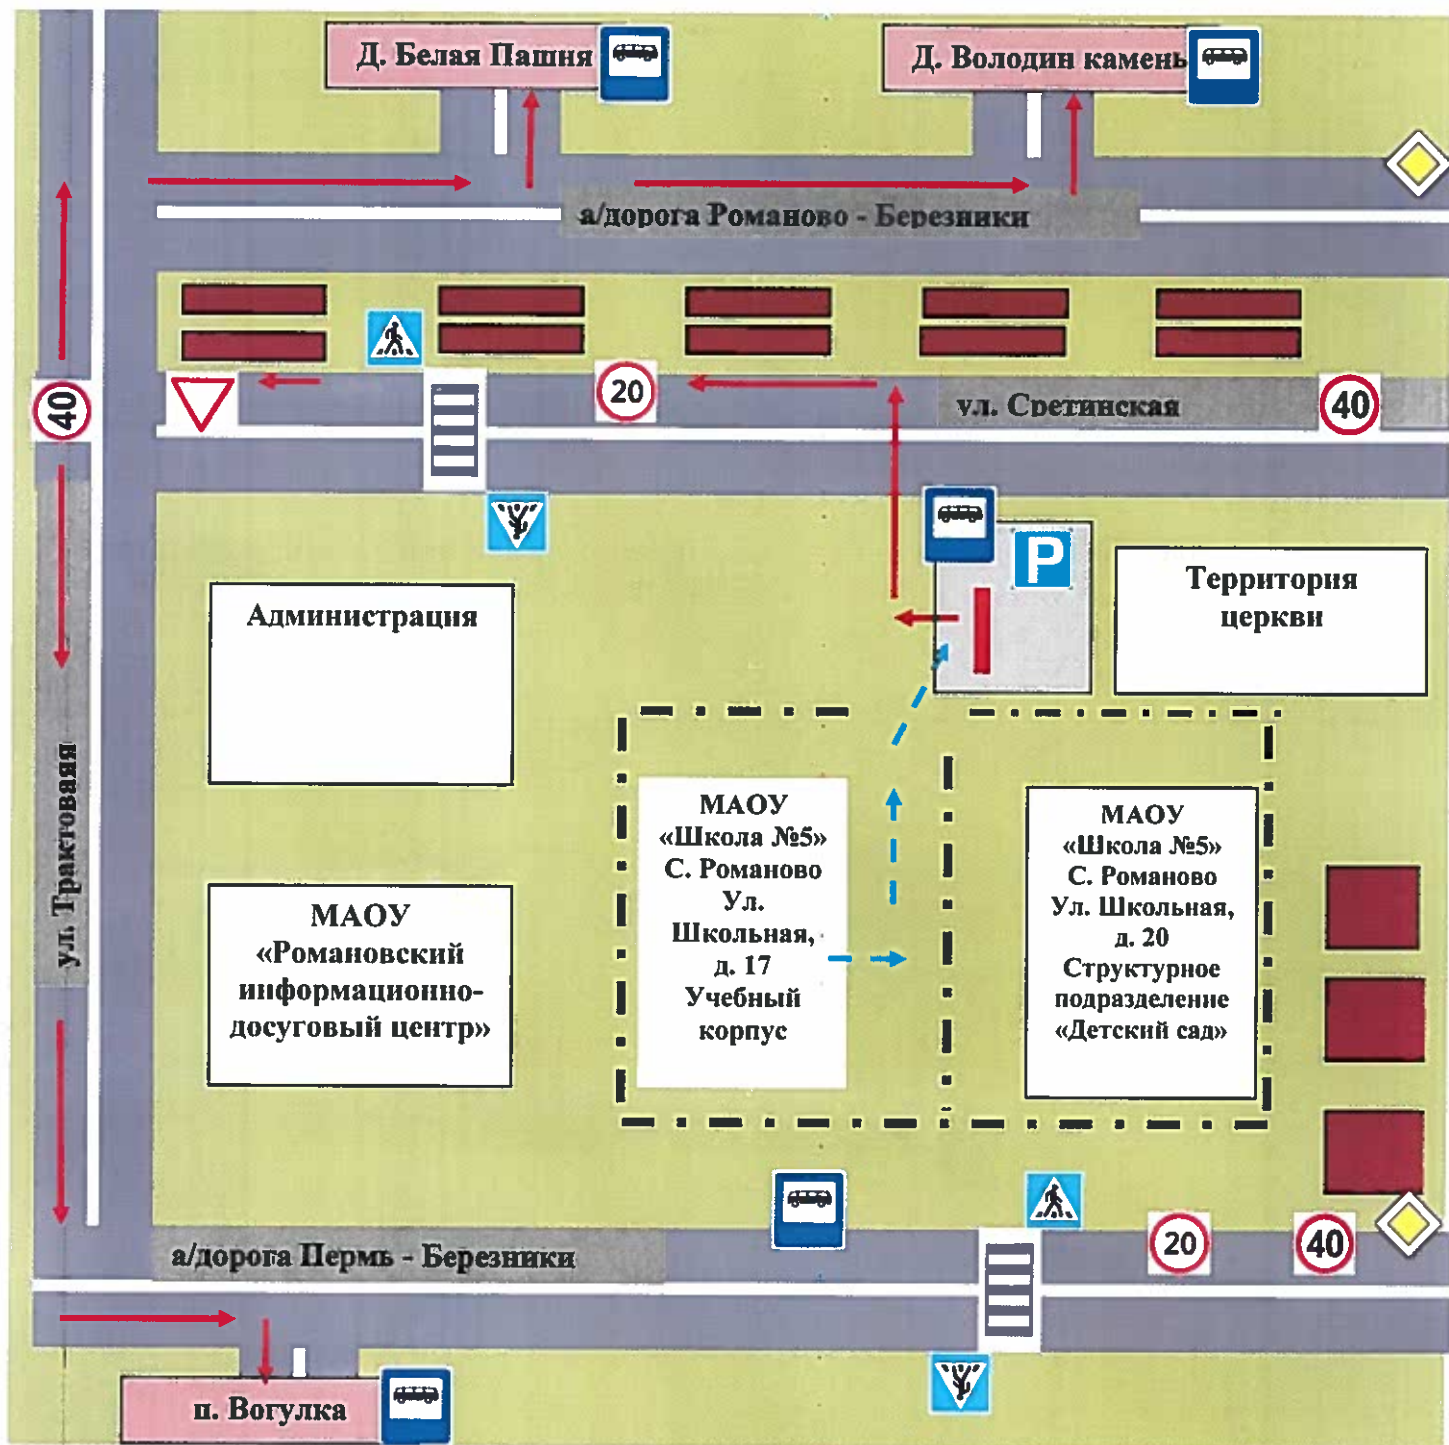 Д. Белая Пашня
Д. Володин камень
а/дорога Романово - Березники
20
ул. Сретинская
40
40
P
Администрация
Территория
церкви
ул. Трактоваяя
МАОУ
«Школа №5»
С. Романово
Ул.
Школьная,
д. 17
Учебный
корпус
МАОУ
«Школа №5»
С. Романово
Ул. Школьная,
д. 20
Структурное
подразделение
«Детский сад»
МАОУ
«Романовский
информационно-
досуговый центр»
а/дорога Пермь - Березники
20
40
п. Вогулка